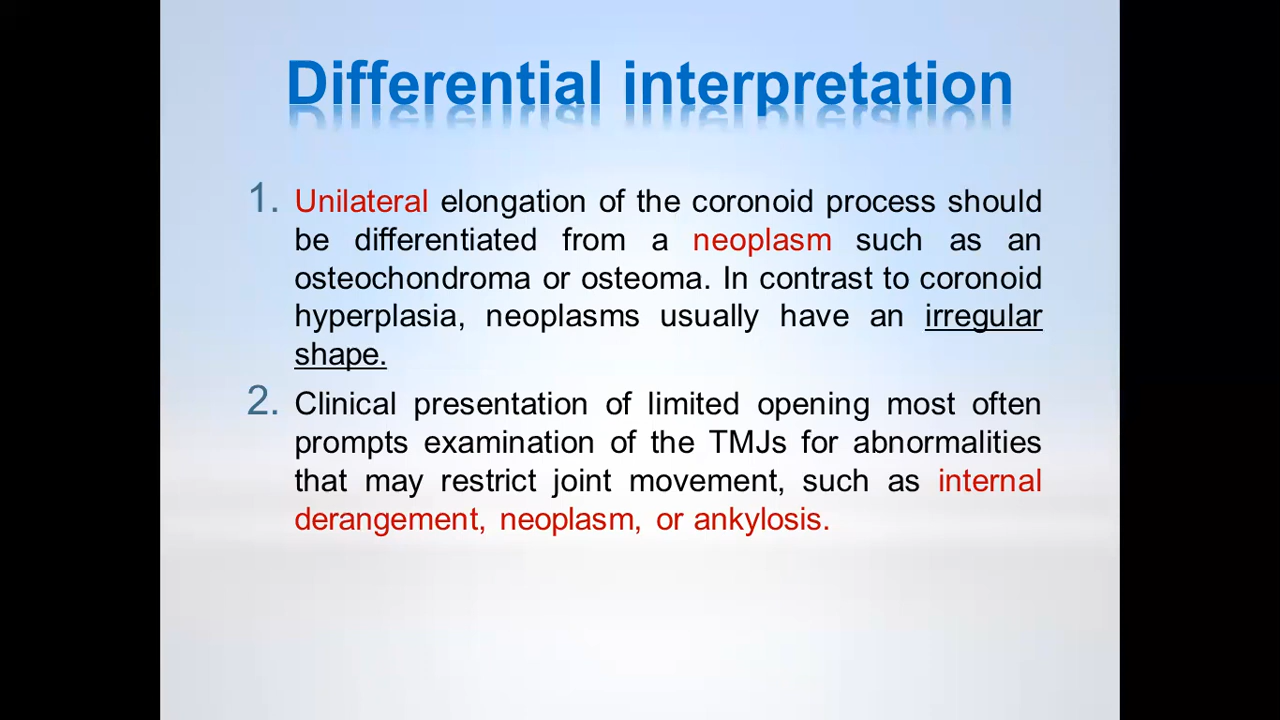 Differential interpretation
1. Unilateral elongation of the coronoid process should
be differentiated from a neoplasm such as an
osteochondroma or osteoma. In contrast to coronoid
hyperplasia, neoplasms usually have an irregular
shape.
2. Clinical presentation of limited opening most often
prompts examination of the TMJs for abnormalities
that may restrict joint movement, such as internal
derangement, neoplasm, or ankylosis.